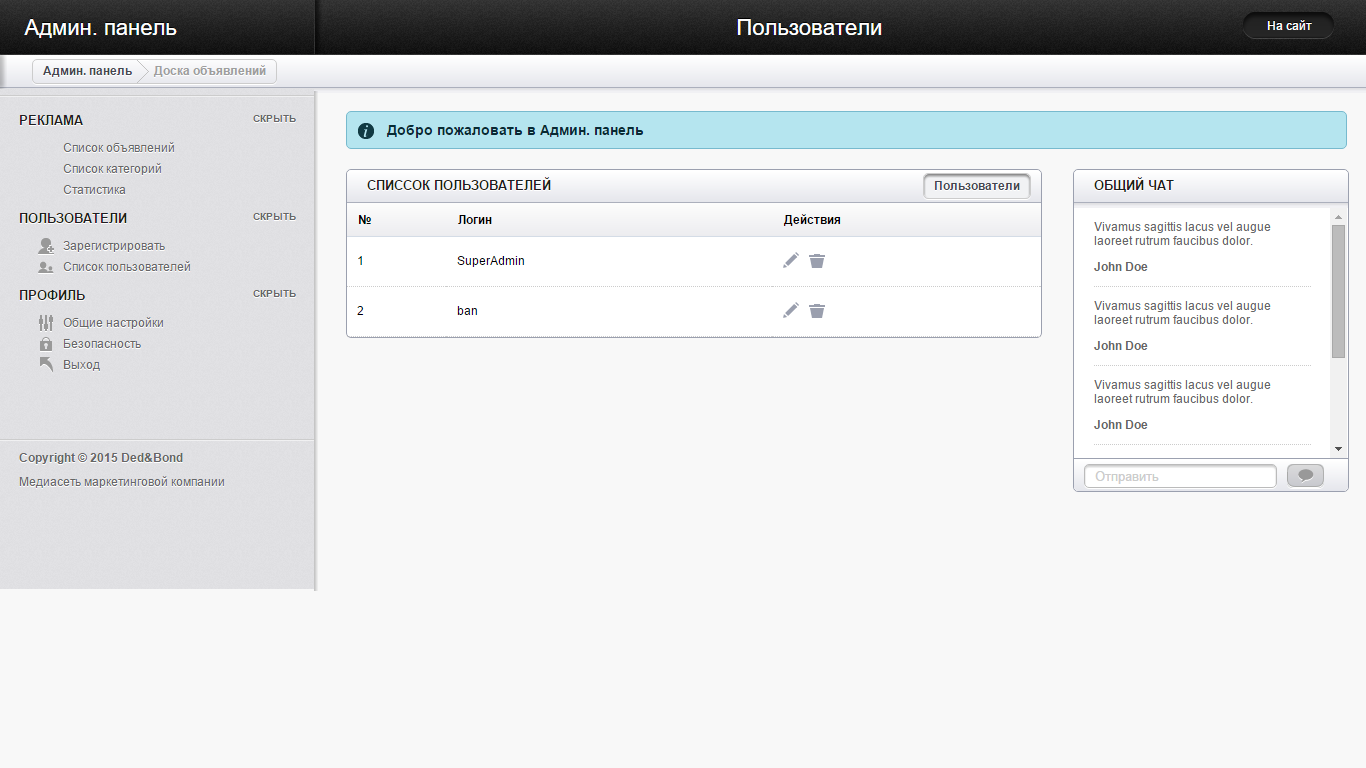 Админ. панель
Пользователи
На сайт
Админ. панель
Доска объявлений
РЕКЛАМА
СКРЫТЬ
Список объявлений
Список категорий
Статистика
ПОЛЬЗОВАТЕЛИ
СКРЫТЬ
Зарегистрировать
Список пользователей
ПРОФИЛЬ
СКРЫТЬ
Общие настройки
Безопасность
Выход
Copyright © 2015 Ded&Bond
Медиасеть маркетинговой компании
Добро пожаловать в Админ. панель
СПИССОК ПОЛЬЗОВАТЕЛЕЙ
Пользователи
№ Логин Действия
1 SuperAdmin
2 ban
ОБЩИЙ ЧАТ
Vivamus sagittis lacus vel augue
laoreet rutrum faucibus dolor.
John Doe
Vivamus sagittis lacus vel augue
laoreet rutrum faucibus dolor.
John Doe
Vivamus sagittis lacus vel augue
laoreet rutrum faucibus dolor.
John Doe
Отправить